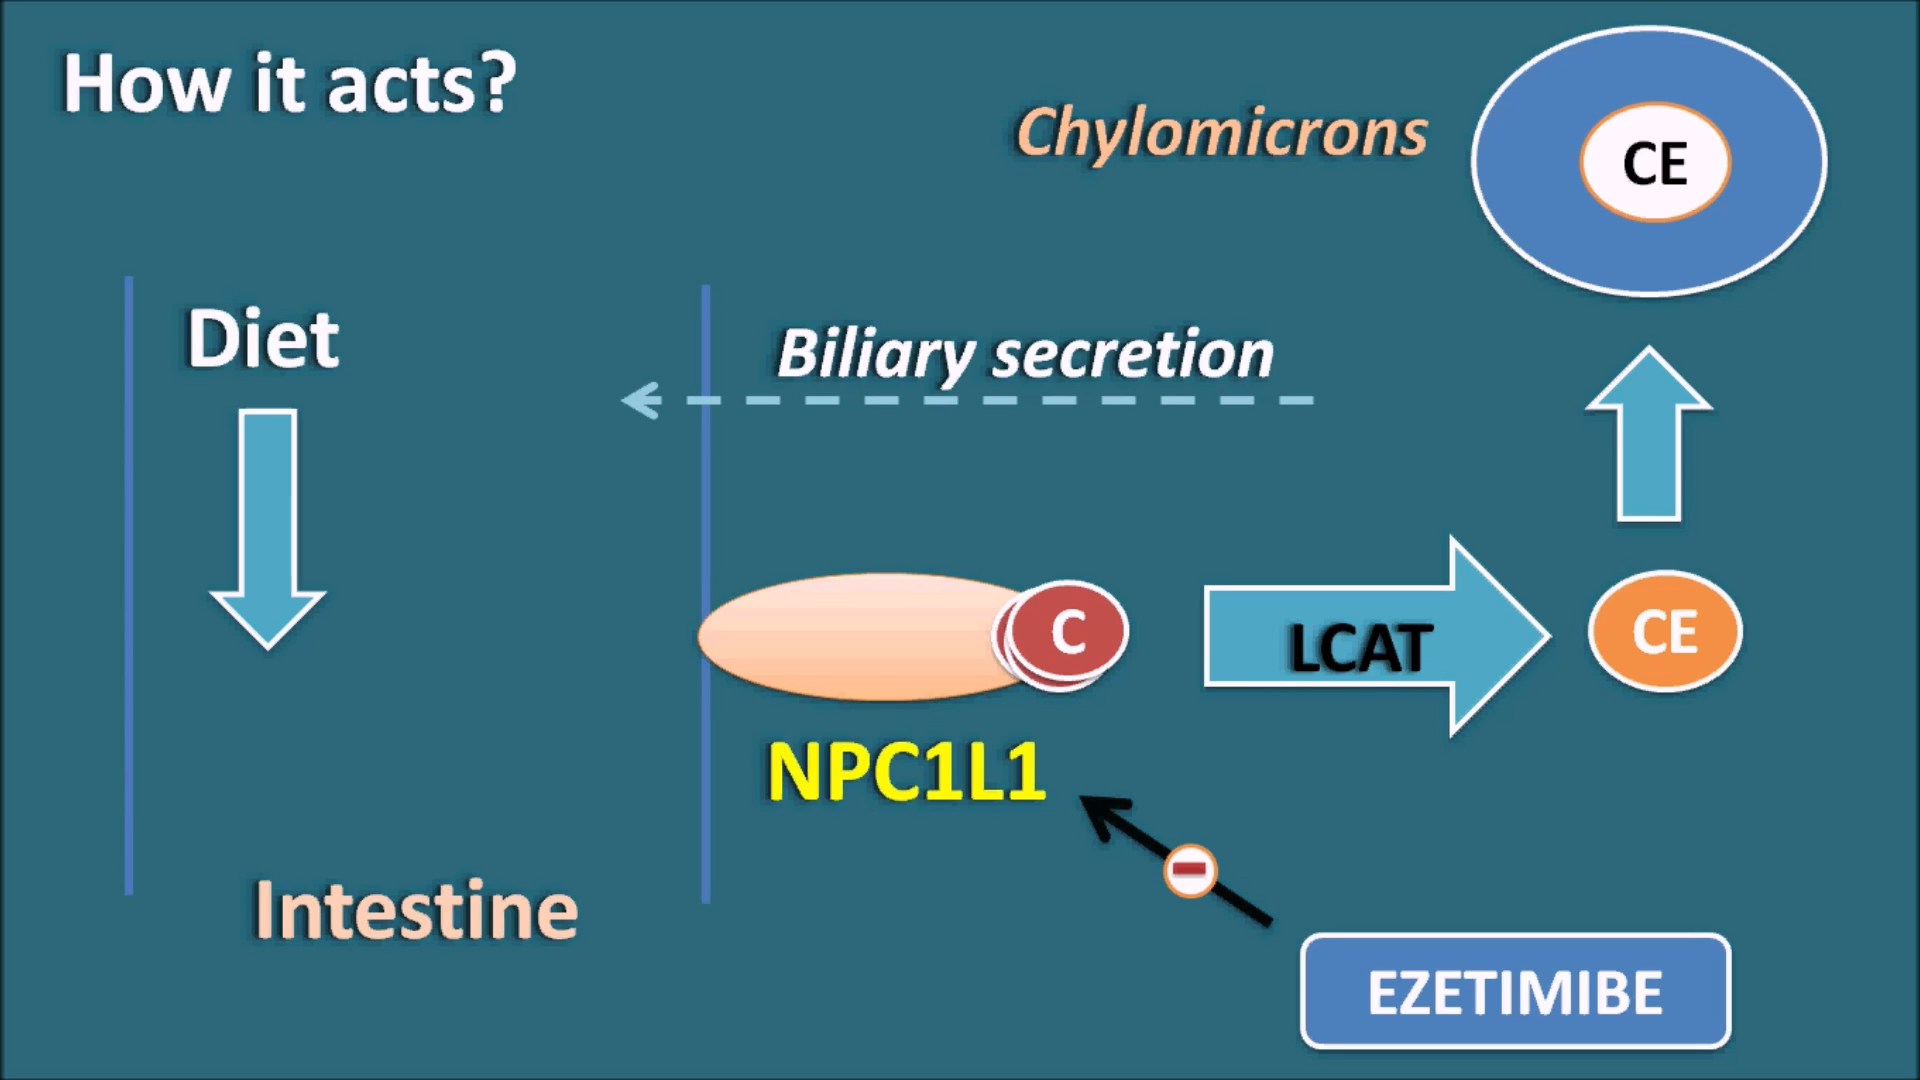 How it acts?
Chylomicrons
CE
Diet
Biliary secretion
C
LCAT
CE
NPC1L1
Intestine
EZETIMIBE